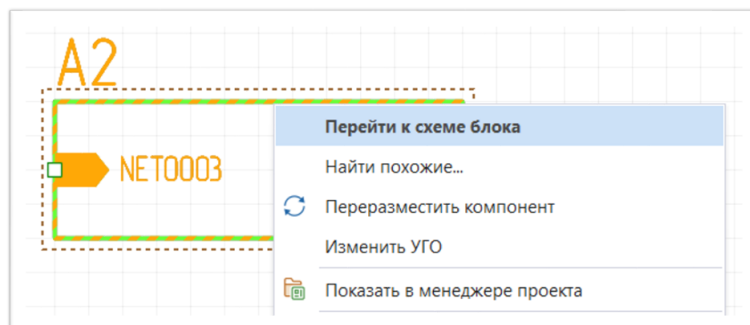 A2
NET0003
Перейти к схеме блока
Найти похожие...
Переразместить компонент
Изменить УГО
Показать в менеджере проекта